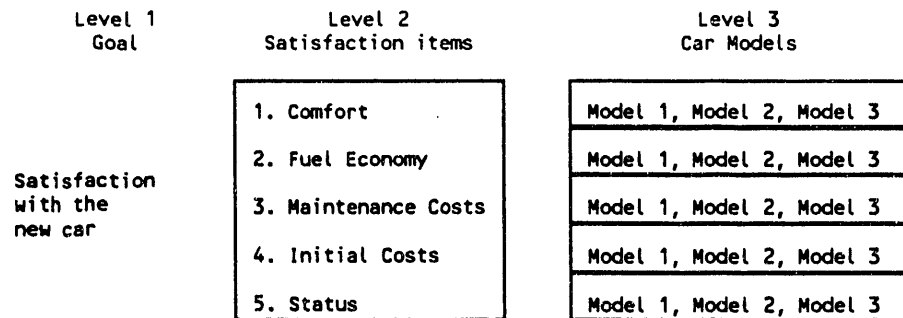 Level 1 Level 2 Level 3
Goal Satisfaction items Car Models
1. Comfort Model 1, Model 2, Model 3
2. Fuel Economy Model 1, Model 2, Model 3
Satisfaction
with the 3. Maintenance Costs Model 1, Model 2, Model 3
new car
4. Initial Costs Model 1, Model 2, Model 3
5. Status Model 1, Model 2, Model 3